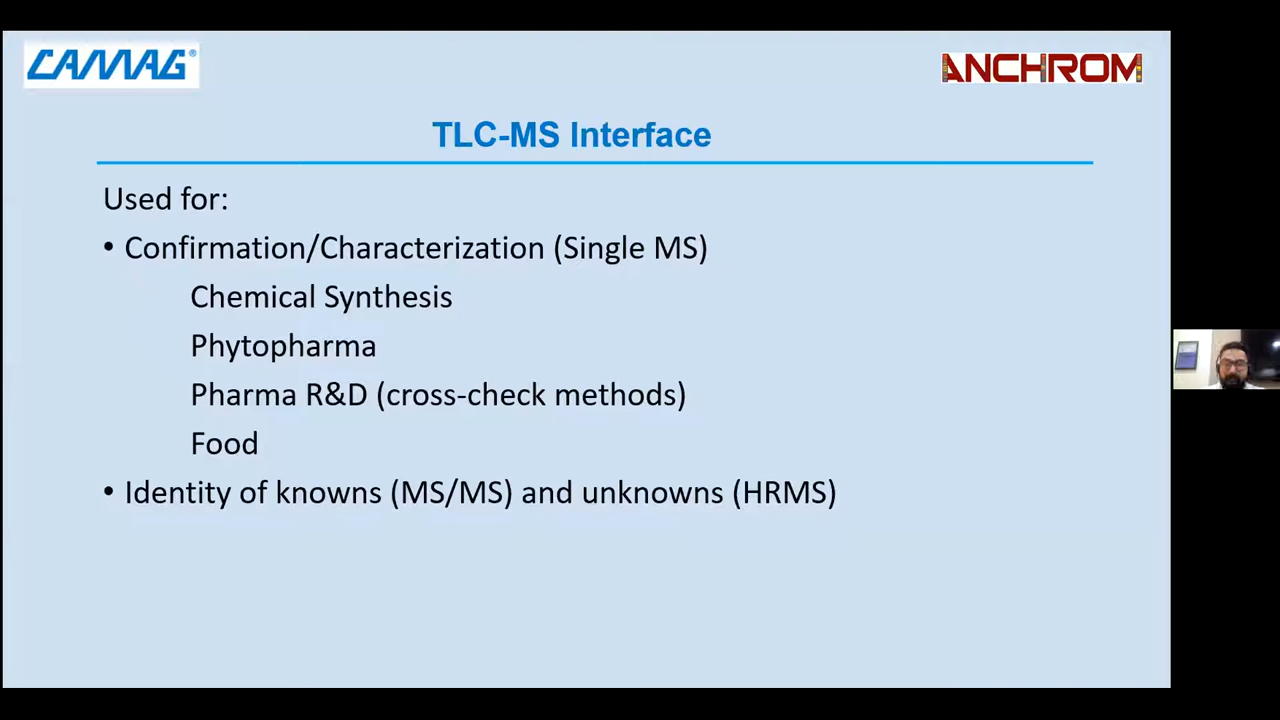 CAMAG®
ANCHROM
TLC-MS Interface
Used for:
• Confirmation/Characterization (Single MS)
Chemical Synthesis
Phytopharma
Pharma R&D (cross-check methods)
Food
• Identity of knowns (MS/MS) and unknowns (HRMS)